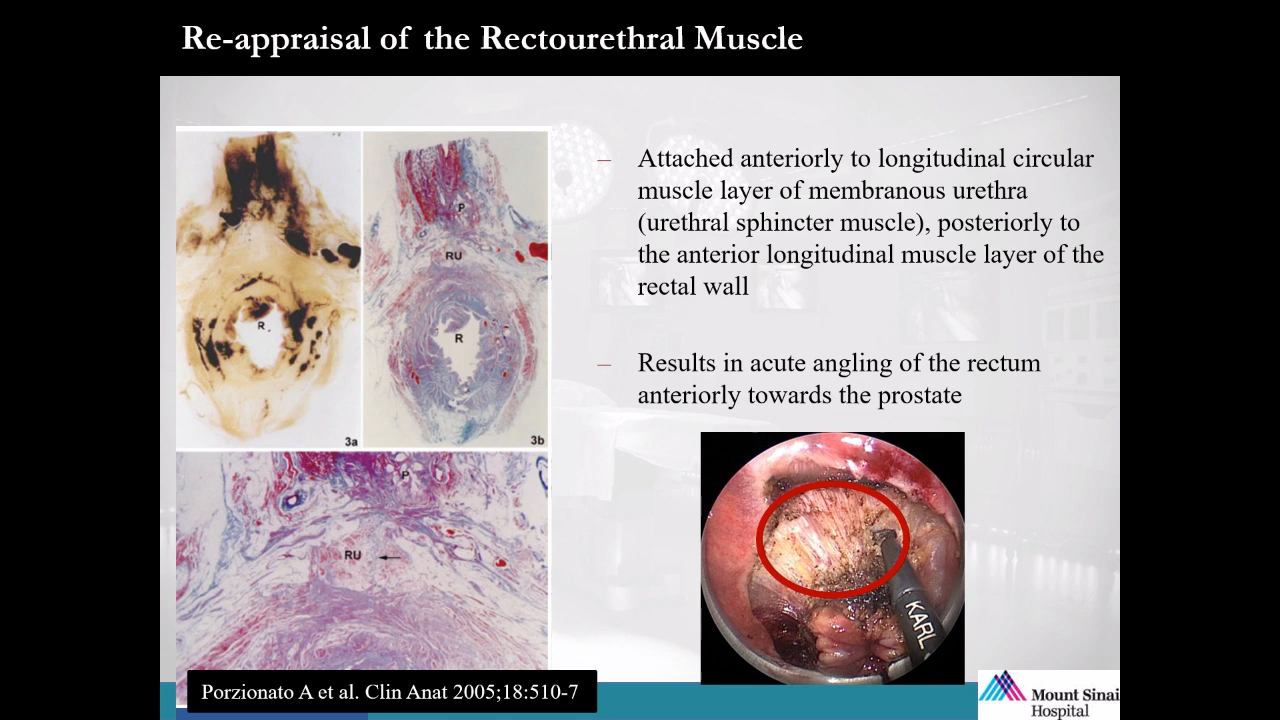 Re-appraisal of the Rectourethral Muscle
P
RU
R
R
3a
3b
P
RU
– Attached anteriorly to longitudinal circular
muscle layer of membranous urethra
(urethral sphincter muscle), posteriorly to
the anterior longitudinal muscle layer of the
rectal wall
– Results in acute angling of the rectum
anteriorly towards the prostate
KARL
Porzionato A et al. Clin Anat 2005;18:510-7
Mount Sinai
Hospital